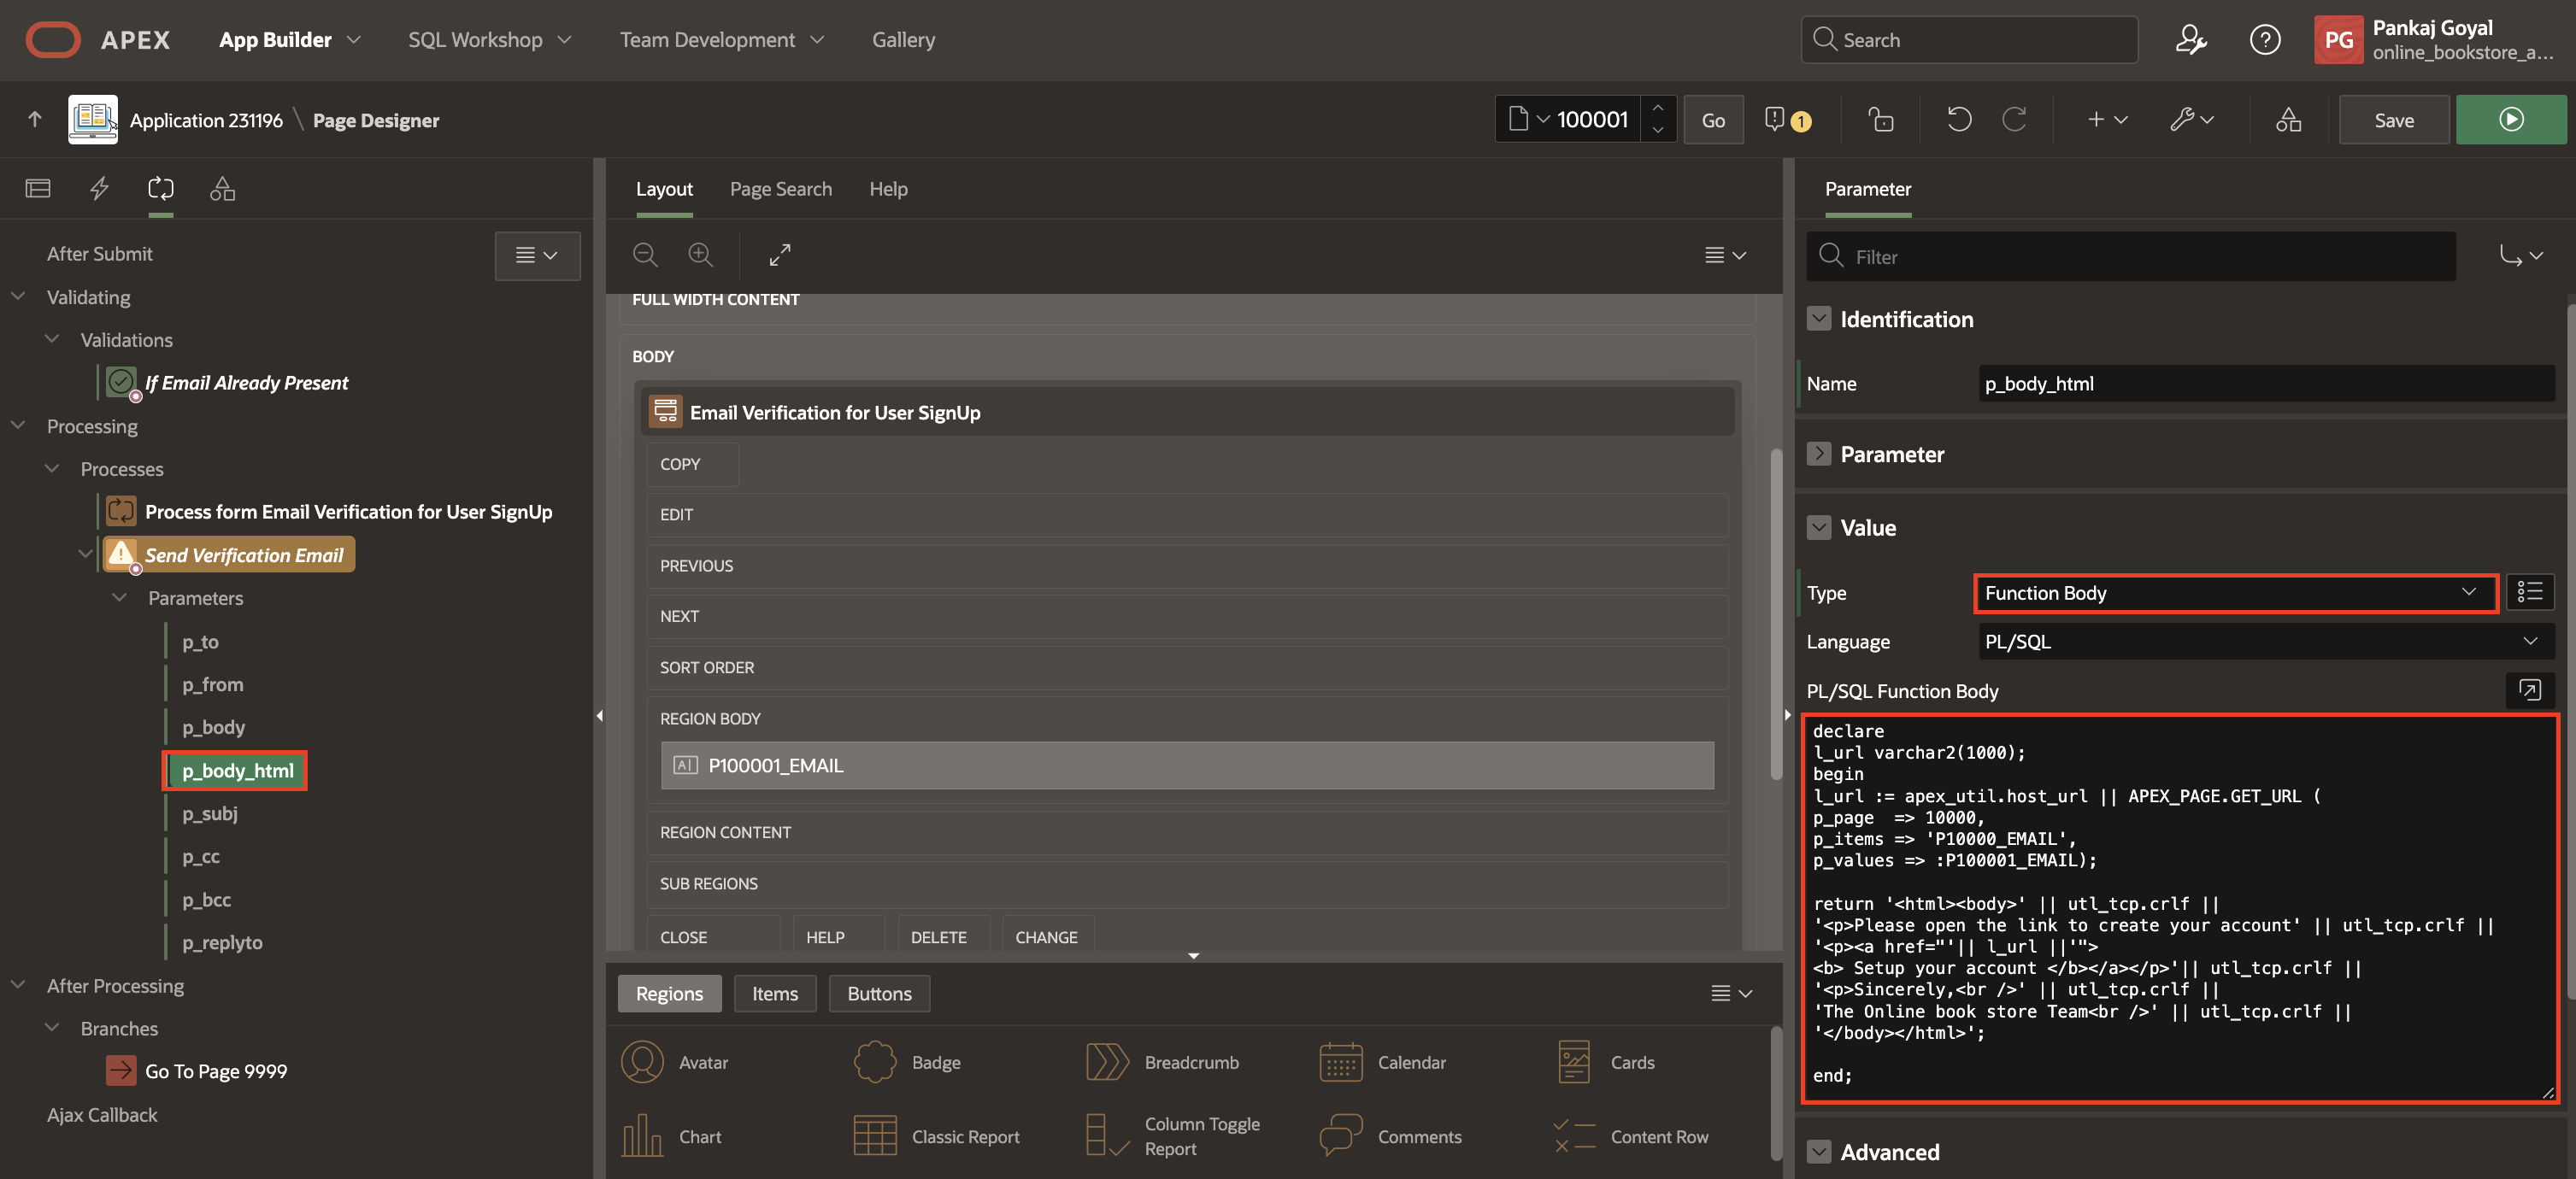 APEX
App Builder
SQL Workshop
Team Development
Gallery
Search
PG
Pankaj Goyal
online_bookstore_a...
Application 231196 \ Page Designer
100001
Go
1
Save
After Submit
Validating
Validations
If Email Already Present
Processing
Processes
Process form Email Verification for User SignUp
Send Verification Email
Parameters
p_to
p_from
p_body
p_body_html
p_subj
p_cc
p_bcc
p_replyto
After Processing
Branches
Go To Page 9999
Ajax Callback
Layout
Page Search
Help
FULL WIDTH CONTENT
BODY
Email Verification for User SignUp
COPY
EDIT
PREVIOUS
NEXT
SORT ORDER
REGION BODY
P100001_EMAIL
REGION CONTENT
SUB REGIONS
CLOSE
HELP
DELETE
CHANGE
Regions
Items
Buttons
Avatar
Badge
Breadcrumb
Calendar
Cards
Chart
Classic Report
Column Toggle
Report
Comments
Content Row
Parameter
Filter
Identification
Name
p_body_html
Parameter
Value
Type
Function Body
Language
PL/SQL
PL/SQL Function Body
declare
l_url varchar2(1000);
begin
l_url := apex_util.host_url || APEX_PAGE.GET_URL (
p_page  => 10000,
p_items => 'P10000_EMAIL',
p_values => :P100001_EMAIL);
return '<html><body>' || utl_tcp.crlf ||
'<p>Please open the link to create your account' || utl_tcp.crlf ||
'<p><a href="'|| l_url ||'">
<b> Setup your account </b></a></p>'|| utl_tcp.crlf ||
'<p>Sincerely,<br />' || utl_tcp.crlf ||
'The Online book store Team<br />' || utl_tcp.crlf ||
'</body></html>';
end;
Advanced